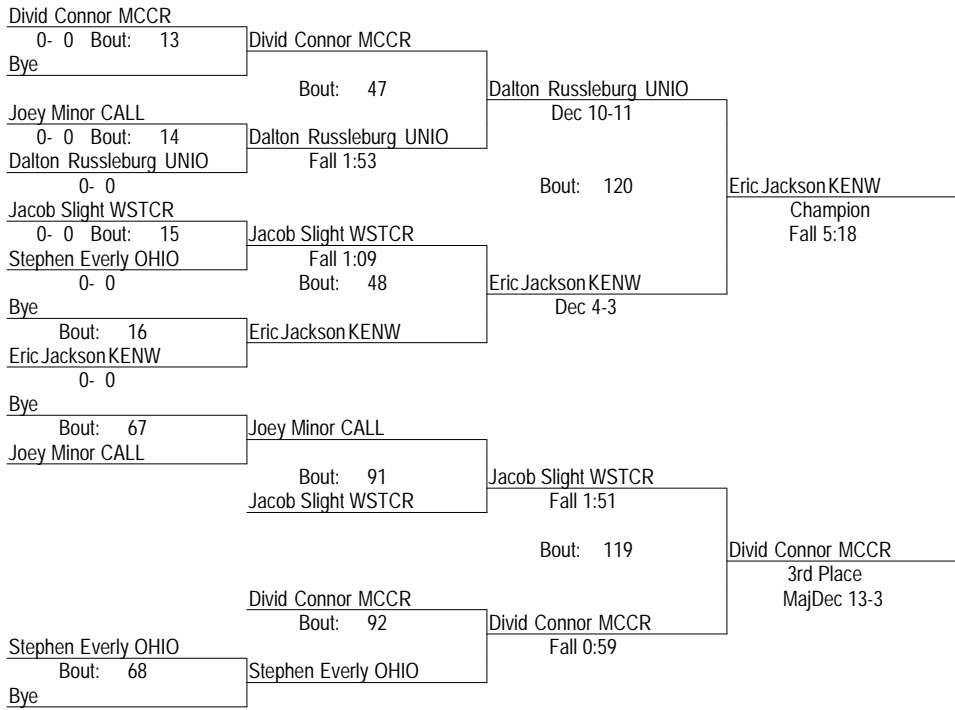 Divid Connor MCCR
0- 0 Bout: 13
Divid Connor MCCR
Bye
Bout: 47
Dalton Russleburg UNIO
Joey Minor CALL
Dec 10-11
0- 0 Bout: 14
Dalton Russleburg UNIO
Dalton Russleburg UNIO
Fall 1:53
0- 0
Bout: 120
Eric Jackson KENW
Jacob Slight WSTCR
Champion
0- 0 Bout: 15
Jacob Slight WSTCR
Fall 5:18
Stephen Everly OHIO
Fall 1:09
0- 0
Bout: 48
Eric Jackson KENW
Bye
Dec 4-3
Bout: 16
Eric Jackson KENW
Eric Jackson KENW
0- 0
Bye
Bout: 67
Joey Minor CALL
Joey Minor CALL
Bout: 91
Jacob Slight WSTCR
Jacob Slight WSTCR
Fall 1:51
Bout: 119
Divid Connor MCCR
3rd Place
Divid Connor MCCR
MajDec 13-3
Bout: 92
Divid Connor MCCR
Stephen Everly OHIO
Fall 0:59
Bout: 68
Stephen Everly OHIO
Bye